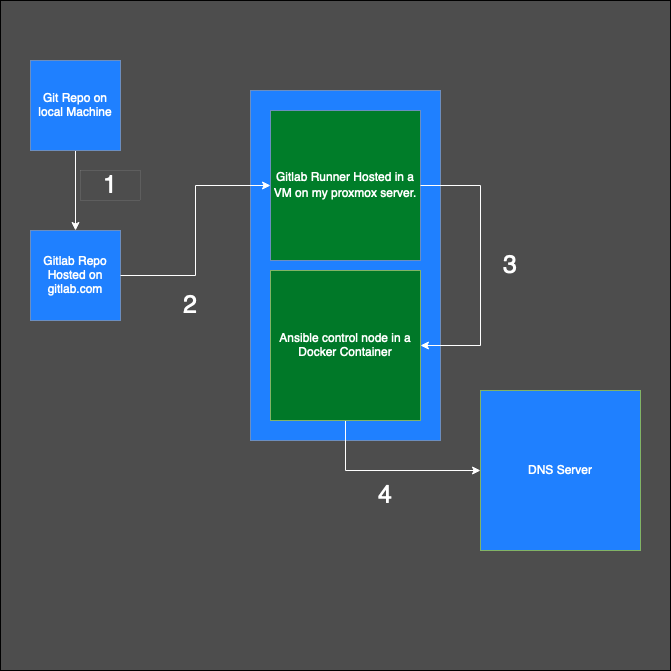 Git Repo on
local Machine
1
Gitlab Repo
Hosted on
gitlab.com
2
Gitlab Runner Hosted in a
VM on my proxmox server.
3
Ansible control node in a
Docker Container
4
DNS Server